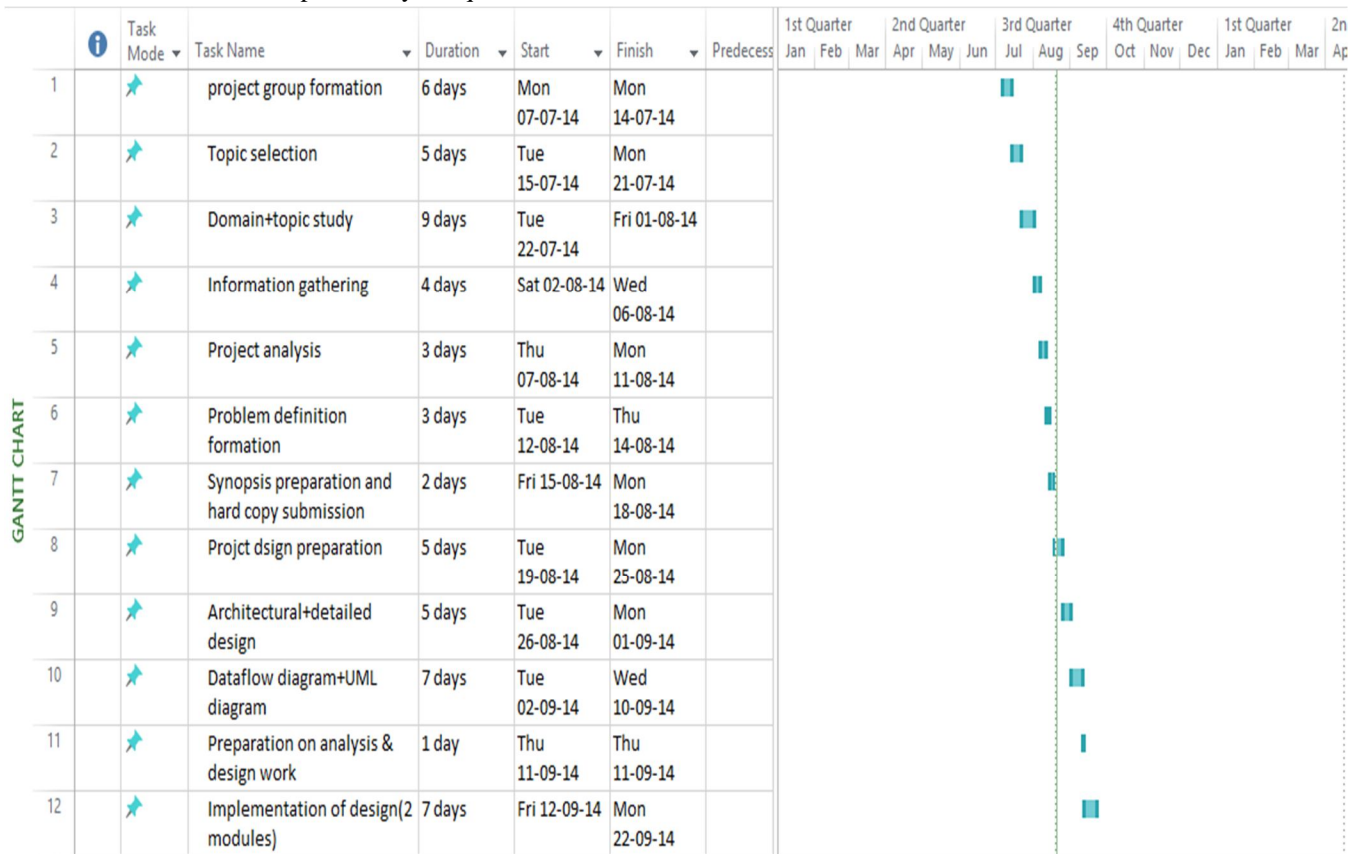 Task Mode Task Name Duration Start Finish Predecess
1st Quarter 2nd Quarter 3rd Quarter 4th Quarter 1st Quarter 2n
Jan Feb Mar Apr May Jun Jul Aug Sep Oct Nov Dec Jan Feb Mar Ap
GANTT CHART
1 project group formation 6 days Mon 07-07-14 Mon 14-07-14
2 Topic selection 5 days Tue 15-07-14 Mon 21-07-14
3 Domain+topic study 9 days Tue 22-07-14 Fri 01-08-14
4 Information gathering 4 days Sat 02-08-14 Wed 06-08-14
5 Project analysis 3 days Thu 07-08-14 Mon 11-08-14
6 Problem definition formation 3 days Tue 12-08-14 Thu 14-08-14
7 Synopsis preparation and hard copy submission 2 days Fri 15-08-14 Mon 18-08-14
8 Projct dsign preparation 5 days Tue 19-08-14 Mon 25-08-14
9 Architectural+detailed design 5 days Tue 26-08-14 Mon 01-09-14
10 Dataflow diagram+UML diagram 7 days Tue 02-09-14 Wed 10-09-14
11 Preparation on analysis & design work 1 day Thu 11-09-14 Thu 11-09-14
12 Implementation of design(2 modules) 7 days Fri 12-09-14 Mon 22-09-14